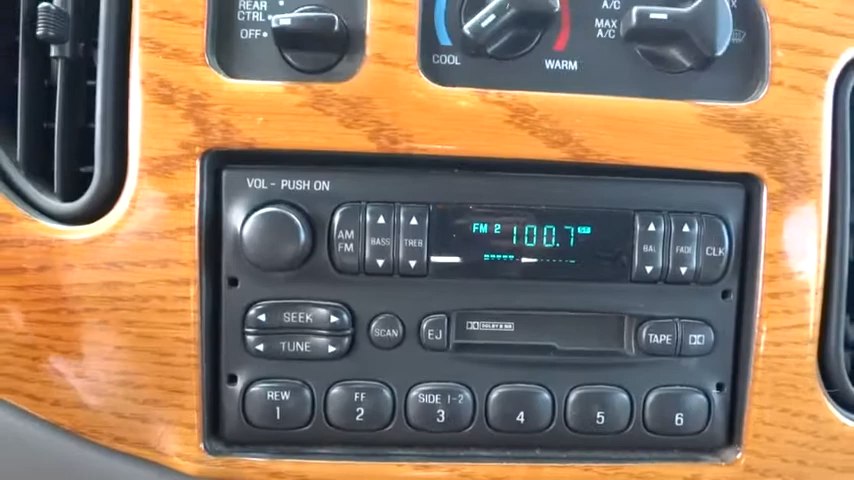 REAR CTRL
OFF
COOL
WARM
A/C
MAX A/C
VOL - PUSH ON
AM FM
BASS
TREB
FM 2 100.7 ST
BAL
FADE
CLK
SEEK
TUNE
SCAN
EJ
DOLBY B NR
TAPE
REW 1
FF 2
SIDE 1-2 3
4
5
6